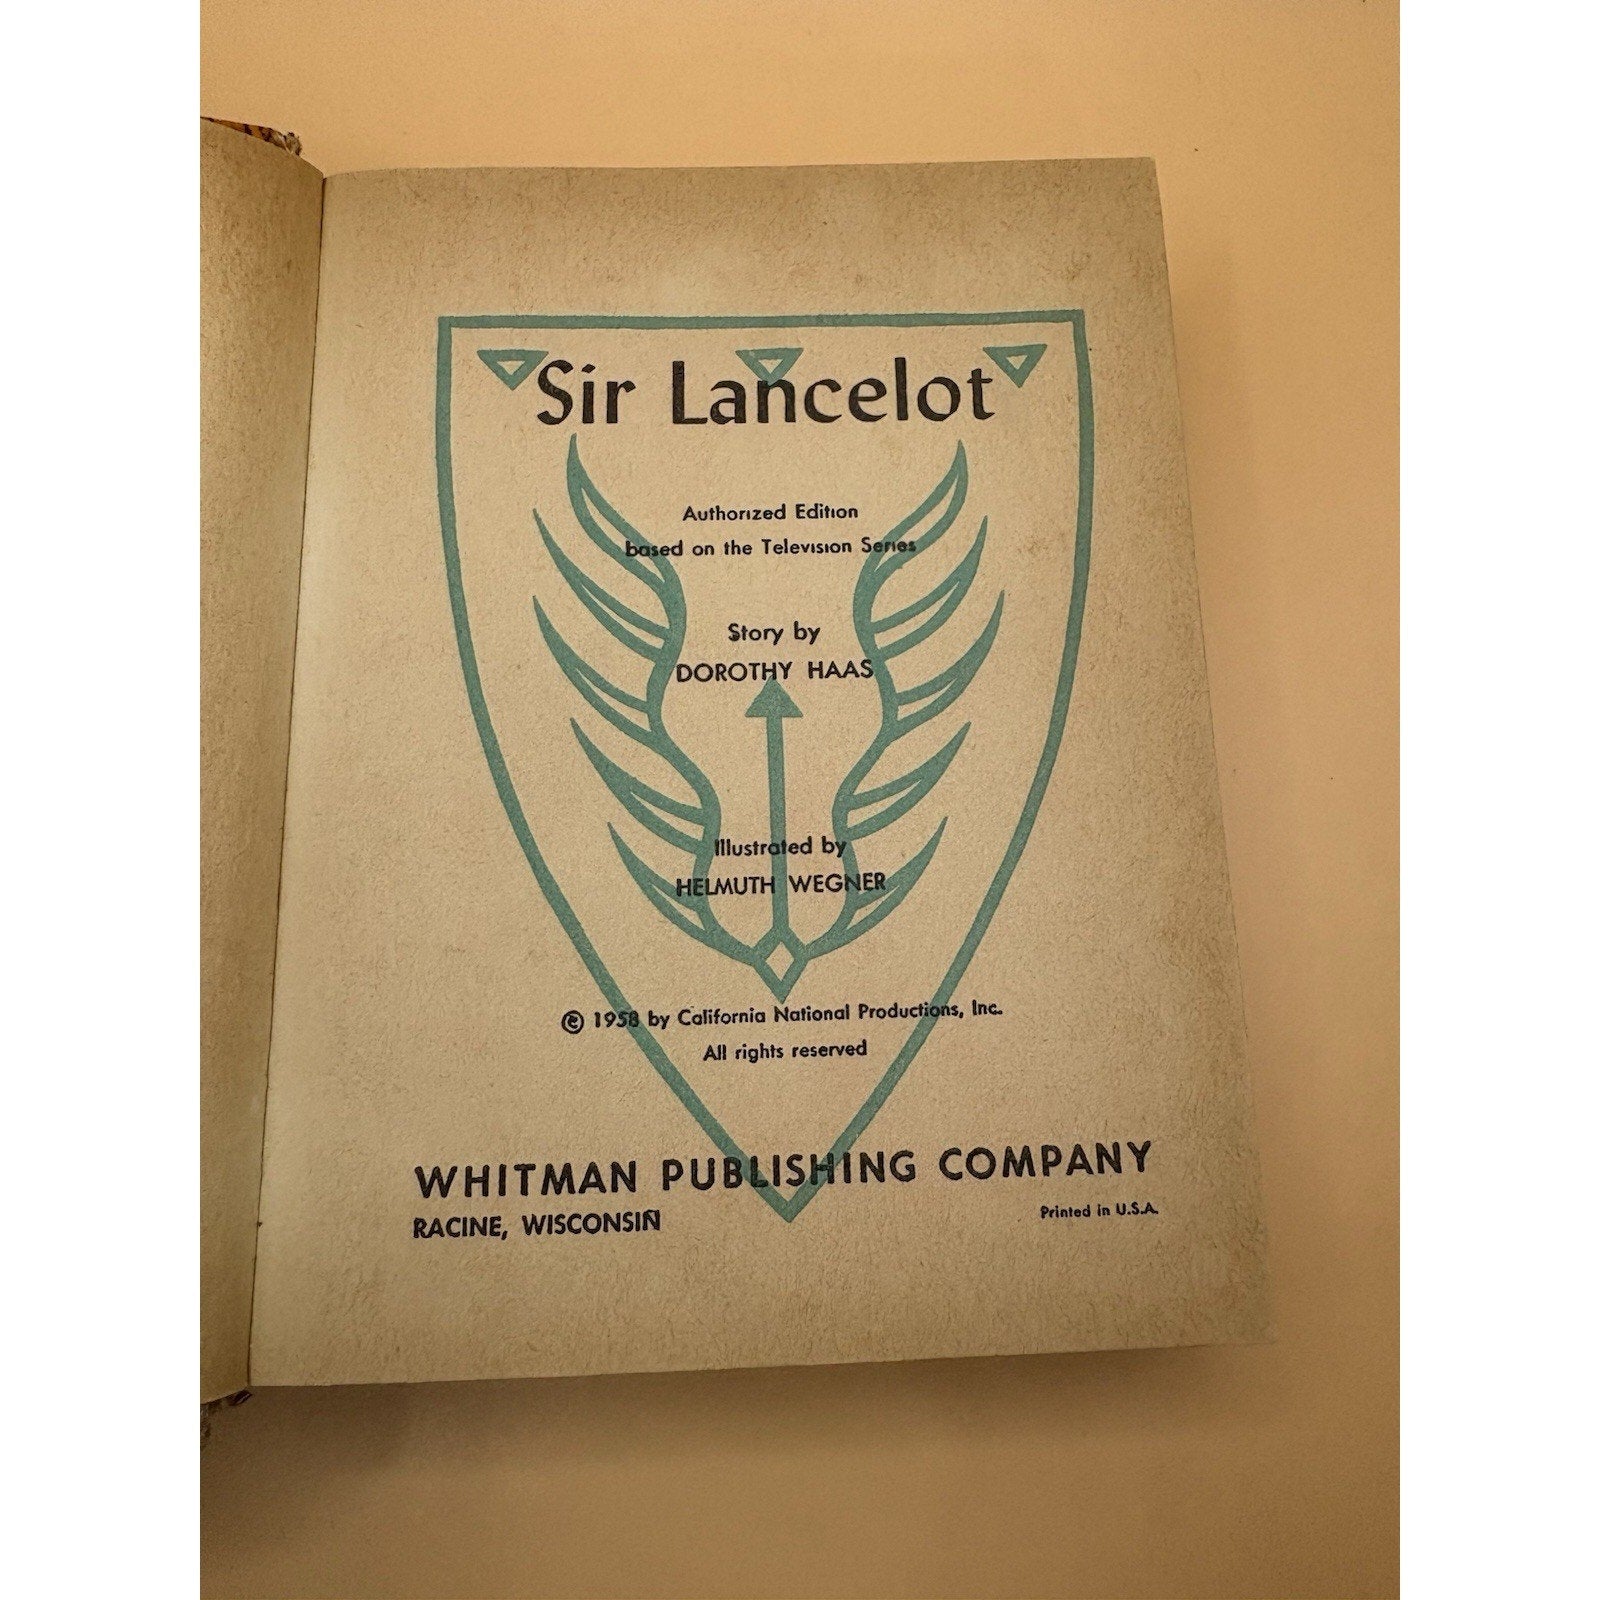 Sir Lancelot
Authorized Edition
based on the Television Series
Story by
DOROTHY HAAS
Illustrated by
HELMUTH WEGNER
© 1958 by California National Productions, Inc.
All rights reserved
WHITMAN PUBLISHING COMPANY
RACINE, WISCONSIN
Printed in U.S.A.